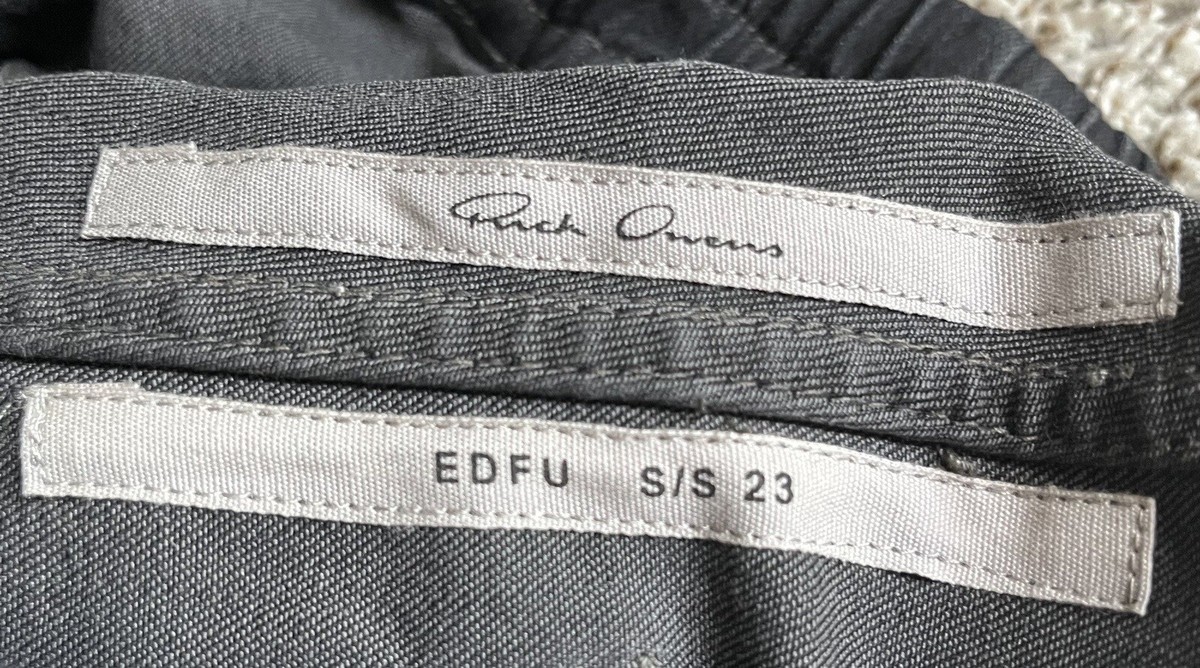 Rick Owens
EDFU S/S 23